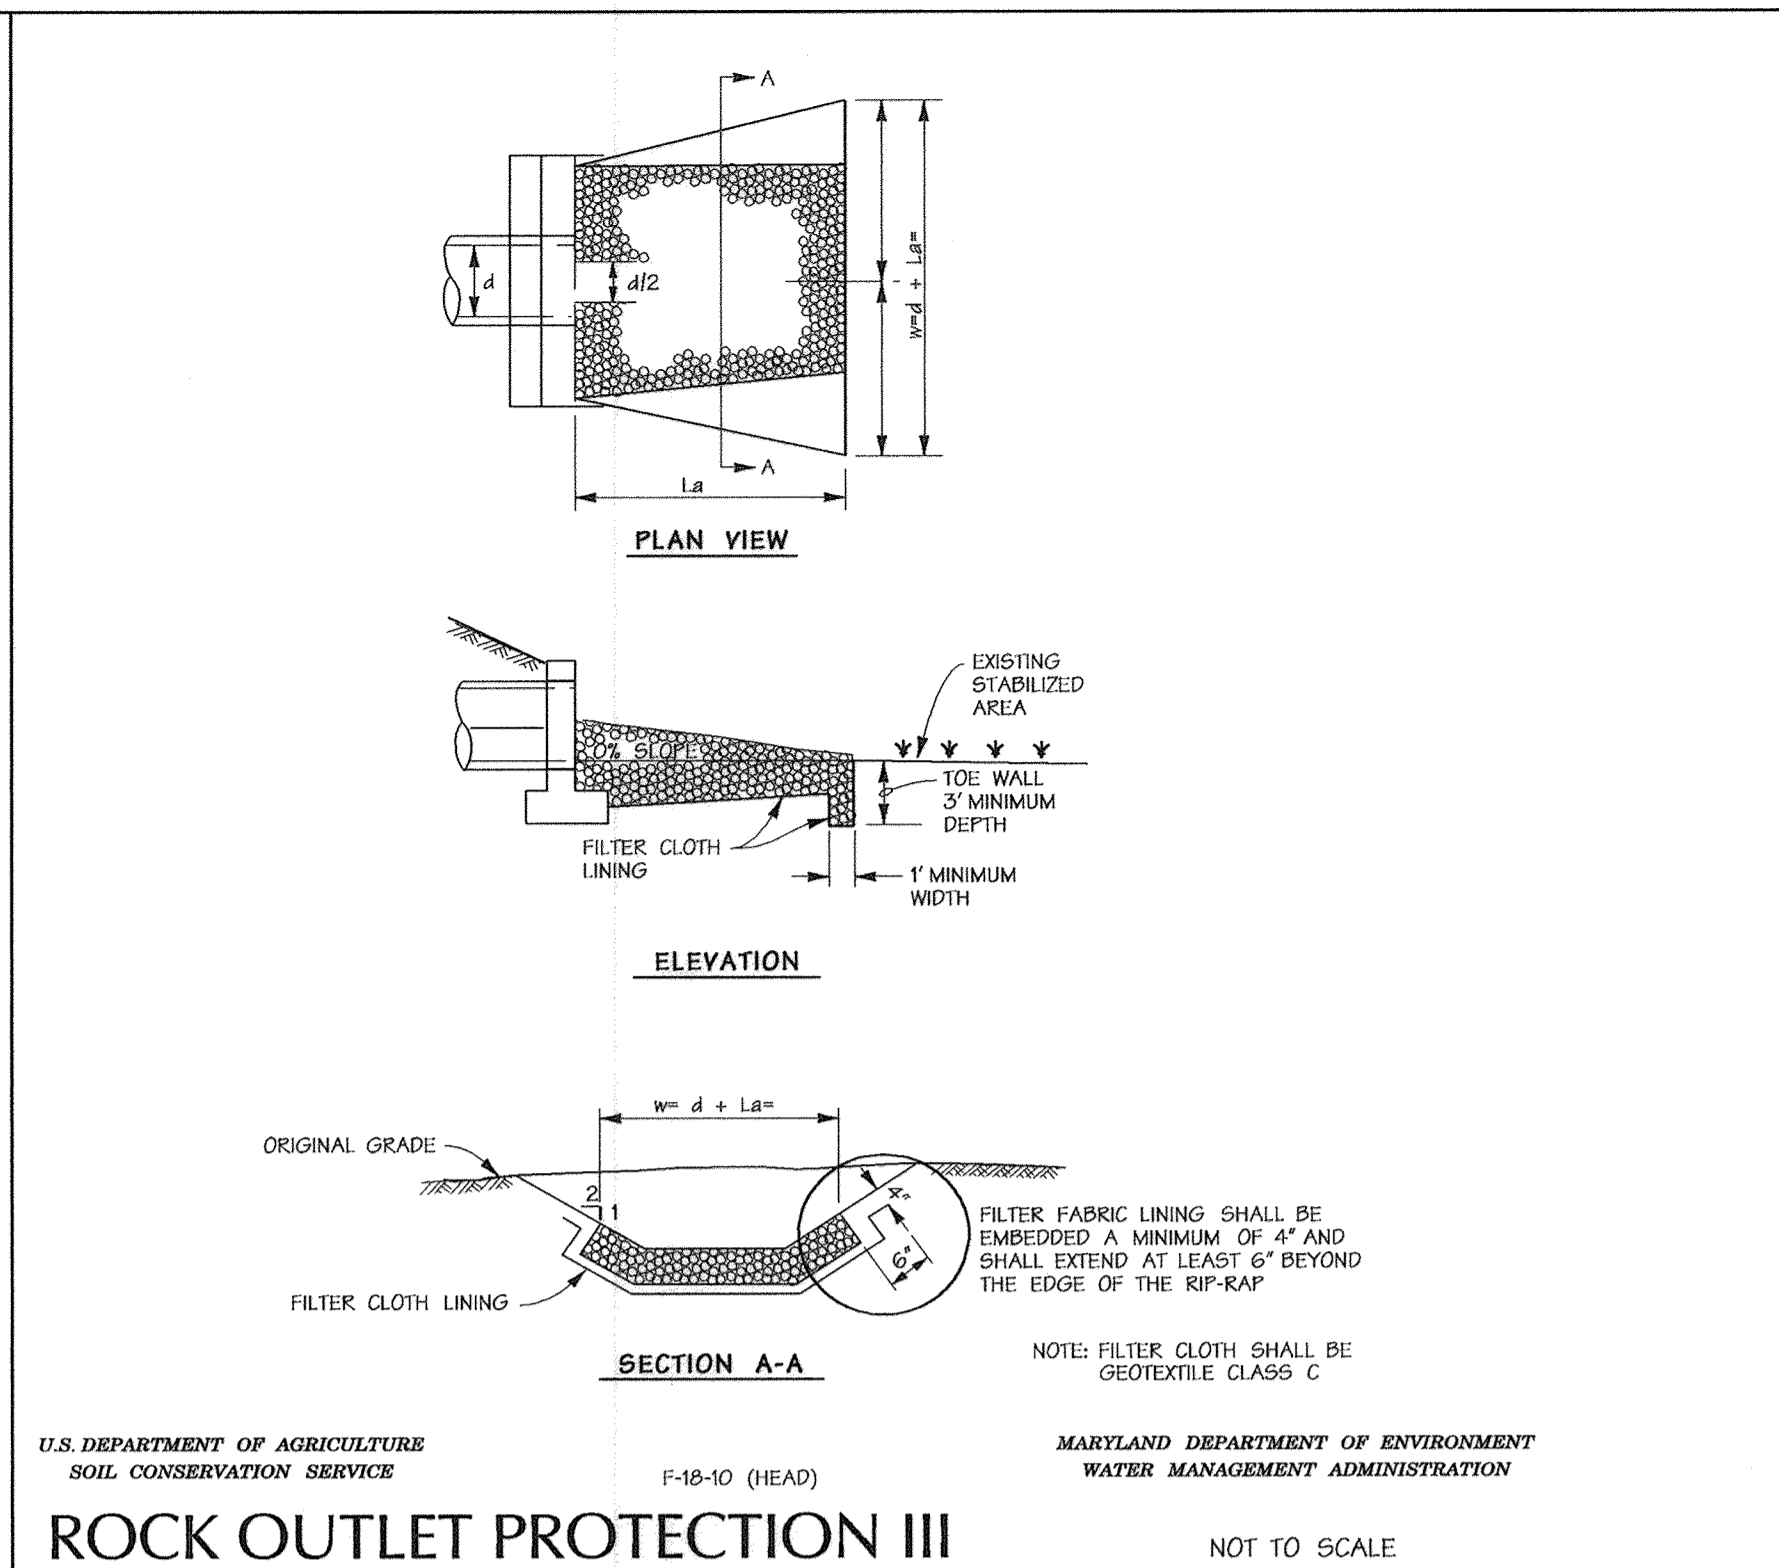 A
d
d/2
w=d + La=
A
La
PLAN VIEW
EXISTING
STABILIZED
AREA
0% SLOPE
TOE WALL
3' MINIMUM
DEPTH
FILTER CLOTH
LINING
1' MINIMUM
WIDTH
ELEVATION
w= d + La=
ORIGINAL GRADE
2
1
4"
6"
FILTER FABRIC LINING SHALL BE
EMBEDDED A MINIMUM OF 4" AND
SHALL EXTEND AT LEAST 6" BEYOND
THE EDGE OF THE RIP-RAP
FILTER CLOTH LINING
NOTE: FILTER CLOTH SHALL BE
GEOTEXTILE CLASS C
SECTION A-A
U.S. DEPARTMENT OF AGRICULTURE
SOIL CONSERVATION SERVICE
F-18-10 (HEAD)
MARYLAND DEPARTMENT OF ENVIRONMENT
WATER MANAGEMENT ADMINISTRATION
ROCK OUTLET PROTECTION III
NOT TO SCALE